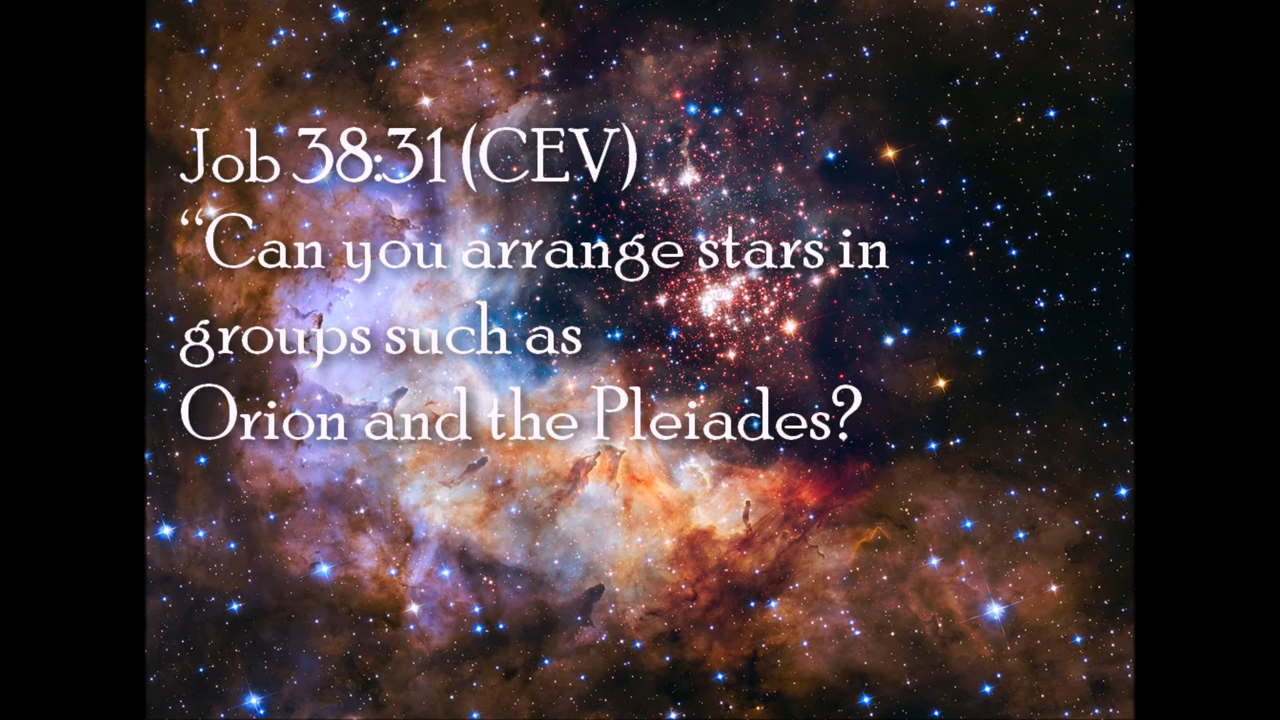 Job 38:31 (CEV)
“Can you arrange stars in
groups such as
Orion and the Pleiades?